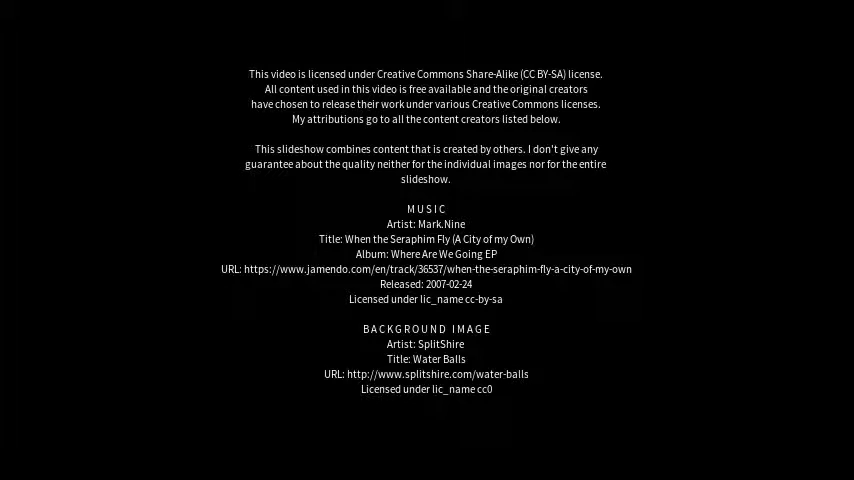 This video is licensed under Creative Commons Share-Alike (CC BY-SA) license.
All content used in this video is free available and the original creators
have chosen to release their work under various Creative Commons licenses.
My attributions go to all the content creators listed below.
This slideshow combines content that is created by others. I don't give any
guarantee about the quality neither for the individual images nor for the entire
slideshow.
MUSIC
Artist: Mark.Nine
Title: When the Seraphim Fly (A City of my Own)
Album: Where Are We Going EP
URL: https://www.jamendo.com/en/track/36537/when-the-seraphim-fly-a-city-of-my-own
Released: 2007-02-24
Licensed under lic_name cc-by-sa
BACKGROUND IMAGE
Artist: SplitShire
Title: Water Balls
URL: http://www.splitshire.com/water-balls
Licensed under lic_name cc0